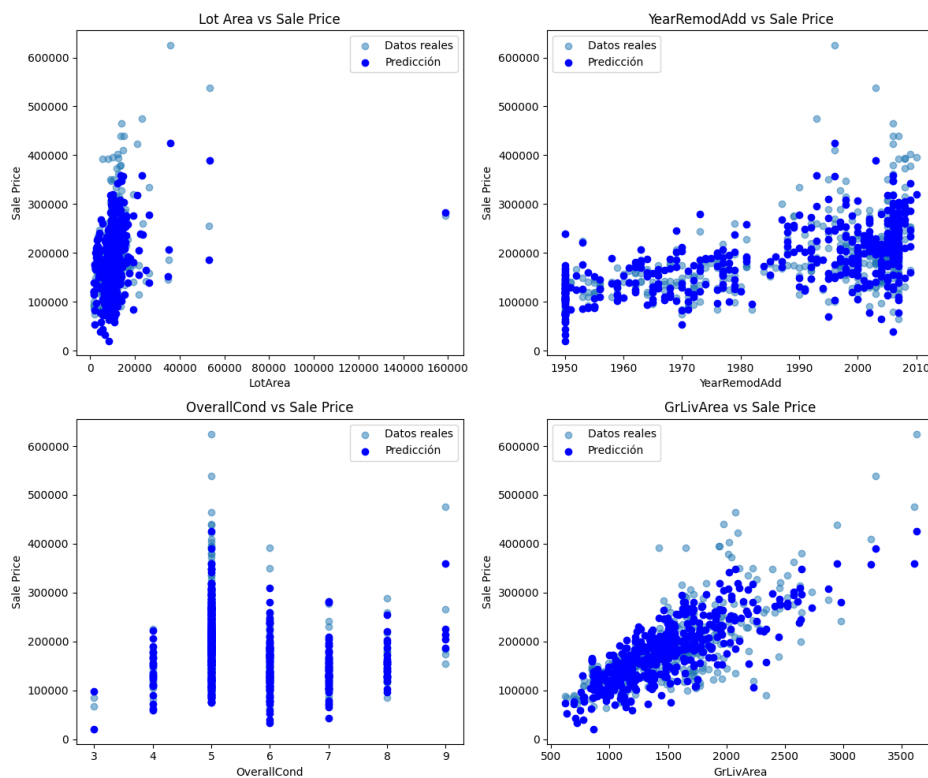 Lot Area vs Sale Price
Datos reales
Predicción
600000
500000
400000
300000
200000
100000
0
Sale Price
0 20000 40000 60000 80000 100000 120000 140000 160000
LotArea
YearRemodAdd vs Sale Price
Datos reales
Predicción
600000
500000
400000
300000
200000
100000
0
Sale Price
1950 1960 1970 1980 1990 2000 2010
YearRemodAdd
OverallCond vs Sale Price
Datos reales
Predicción
600000
500000
400000
300000
200000
100000
0
Sale Price
3 4 5 6 7 8 9
OverallCond
GrLivArea vs Sale Price
Datos reales
Predicción
600000
500000
400000
300000
200000
100000
0
Sale Price
500 1000 1500 2000 2500 3000 3500
GrLivArea